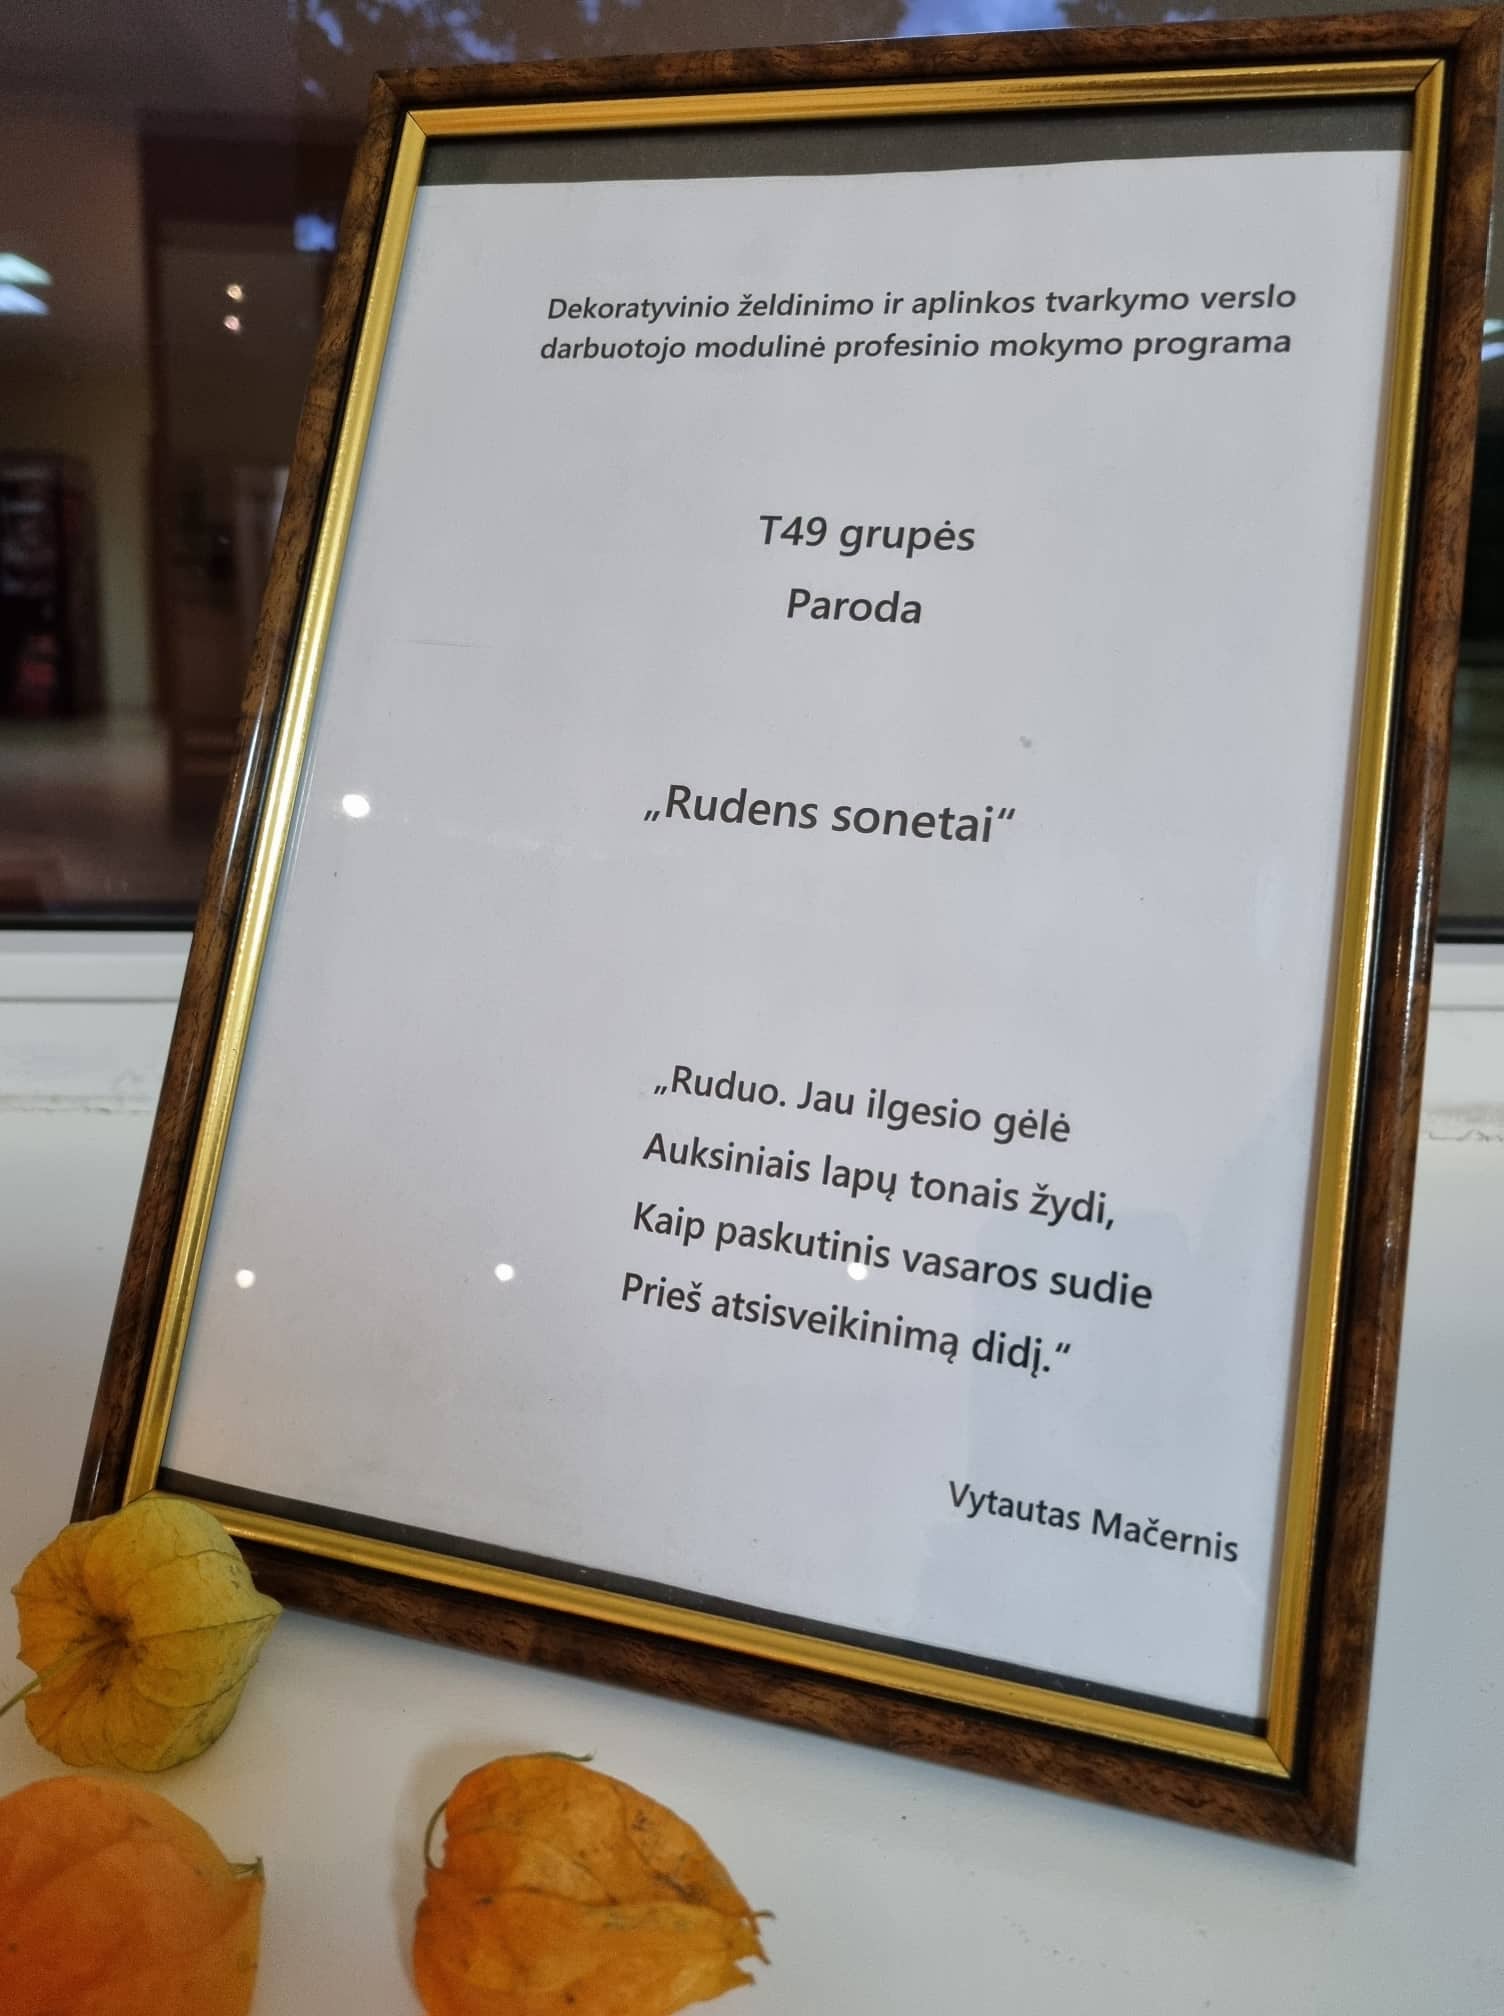 Dekoratyvinio želdinimo ir aplinkos tvarkymo verslo
darbuotojo modulinė profesinio mokymo programa
T49 grupės
Paroda
„Rudens sonetai“
„Ruduo. Jau ilgesio gėlė
Auksiniais lapų tonais žydi,
Kaip paskutinis vasaros sudie
Prieš atsisveikinimą didį.“
Vytautas Mačernis